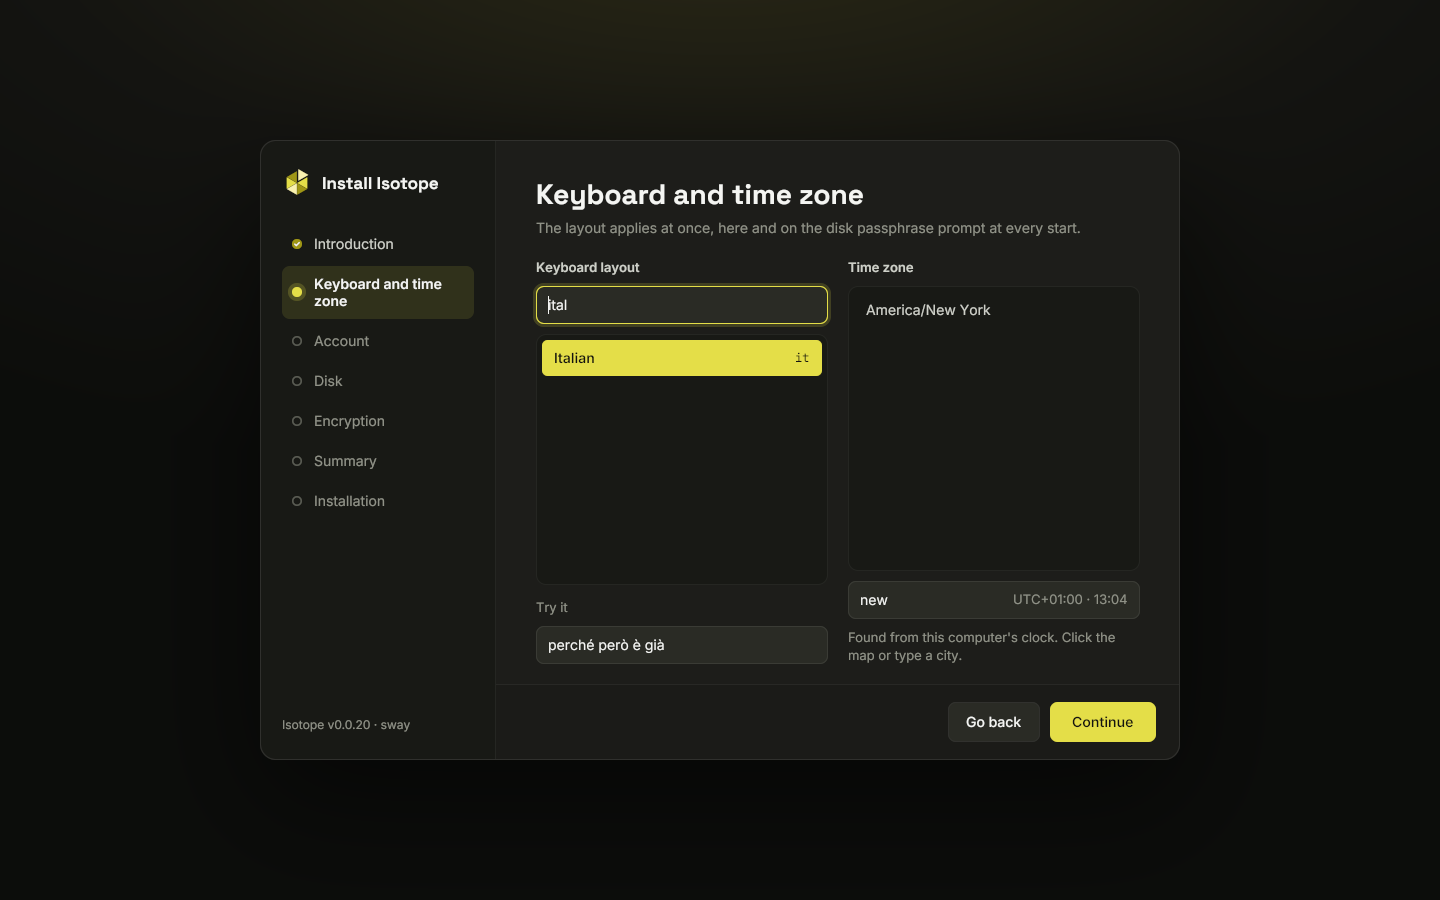 Install Isotope
Introduction
Keyboard and time
zone
Account
Disk
Encryption
Summary
Installation
Isotope v0.0.20 · sway
Keyboard and time zone
The layout applies at once, here and on the disk passphrase prompt at every start.
Keyboard layout
ital
Italian it
Try it
perché però è già
Time zone
America/New York
new UTC+01:00 · 13:04
Found from this computer's clock. Click the
map or type a city.
Go back
Continue